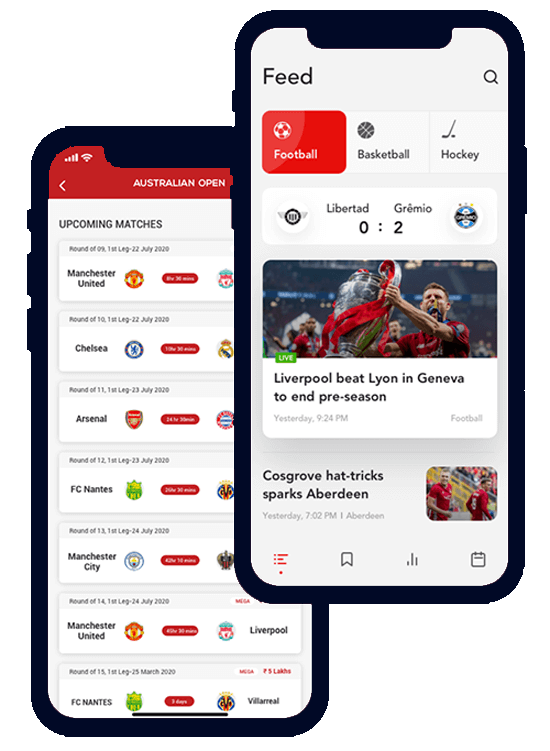 Feed
Football
Basketball
Hockey
Libertad
Grêmio
0 : 2
LIVE
Liverpool beat Lyon in Geneva
to end pre-season
Yesterday, 9:24 PM
Football
Cosgrove hat-tricks
sparks Aberdeen
Yesterday, 7:02 PM I Aberdeen
AUSTRALIAN OPEN
UPCOMING MATCHES
Round of 09, 1st Leg-22 July 2020
Manchester
United
8hr 30 mins
Round of 10, 1st Leg-22 July 2020
Chelsea
10hr 30 mins
Round of 11, 1st Leg-23 July 2020
Arsenal
24 hr 30min
Round of 12, 1st Leg-23 July 2020
FC Nantes
25hr 30 mins
Round of 13, 1st Leg-24 July 2020
Manchester
City
42hr 10 mins
Round of 14, 1st Leg-24 July 2020
MEGA
Manchester
United
45hr 30 mins
Liverpool
Round of 15, 1st Leg-25 March 2020
MEGA
₹ 5 Lakhs
FC NANTES
3 days
Villarreal